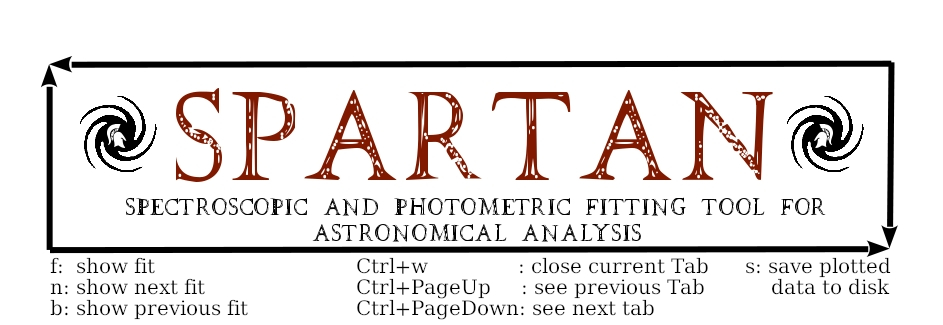 SPARTAN
SPECTROSCOPIC AND PHOTOMETRIC FITTING TOOL FOR
ASTRONOMICAL ANALYSIS
f: show fit
n: show next fit
b: show previous fit
Ctrl+w : close current Tab
Ctrl+PageUp : see previous Tab
Ctrl+PageDown: see next tab
s: save plotted
data to disk